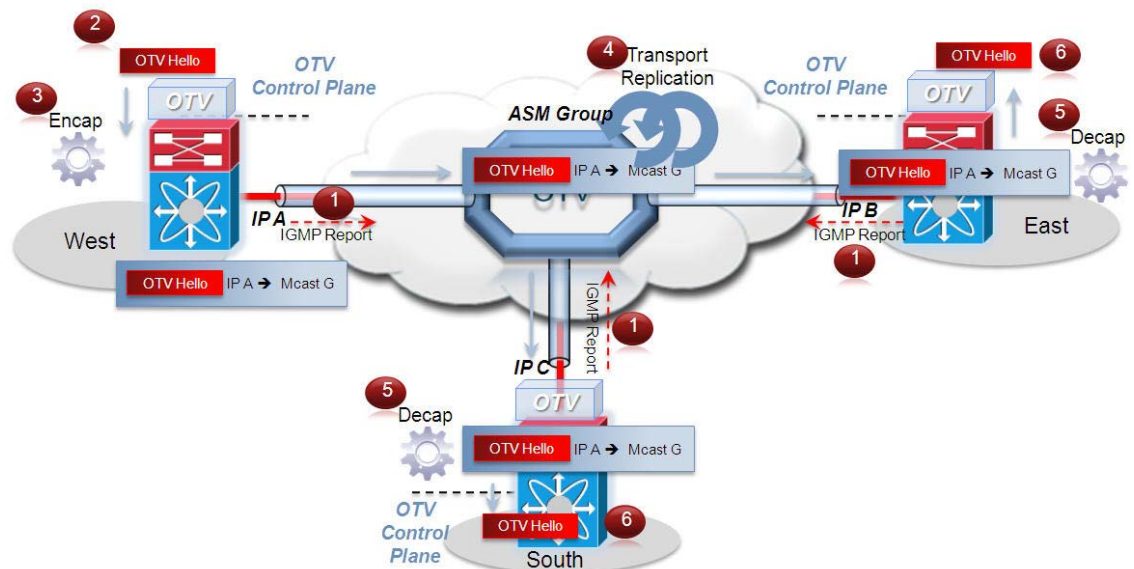 2
OTV Hello
OTV
Control Plane
3
Encap
OTV
4
Transport
Replication
ASM Group
OTV Hello IP A ➔ Mcast G
OTV
OTV
Control Plane
OTV Hello
6
OTV
5
Decap
OTV Hello IP A ➔ Mcast G
West
IP A
1
IGMP Report
IP B
IGMP Report
1
East
OTV Hello IP A ➔ Mcast G
IGMP Report
1
IP C
OTV
5
Decap
OTV Hello IP A ➔ Mcast G
OTV
Control
Plane
OTV Hello
6
South